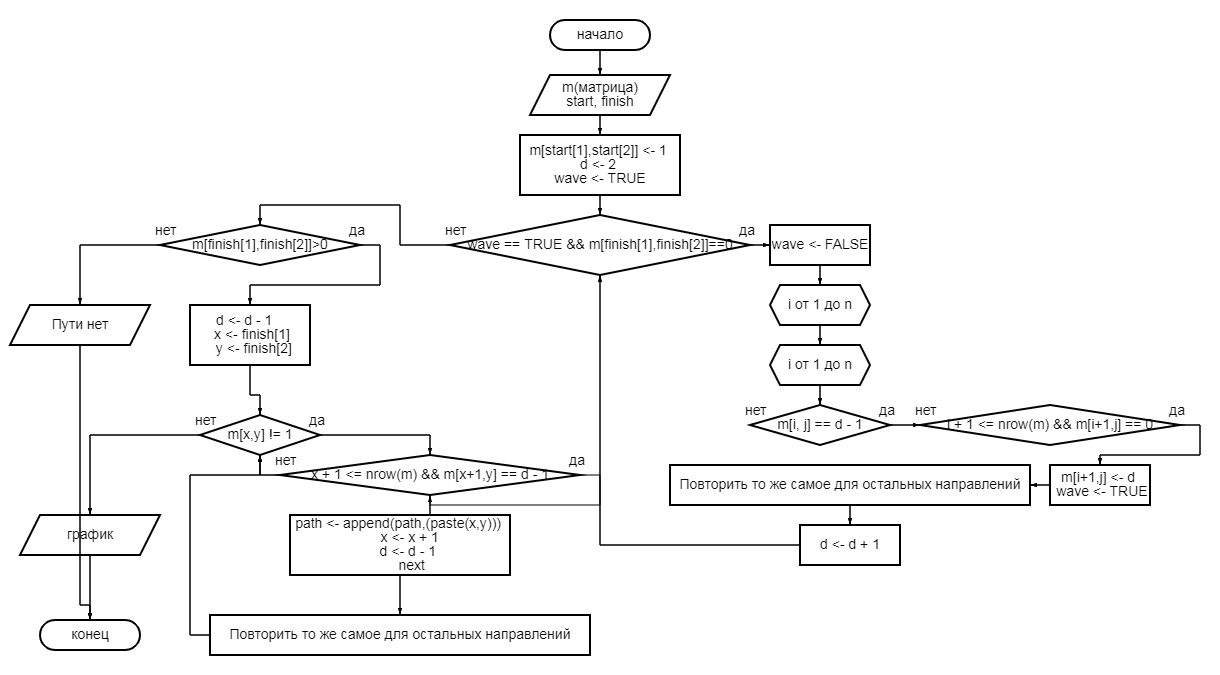 начало
m(матрица)
start, finish
m[start[1],start[2]] <- 1
d <- 2
wave <- TRUE
нет
wave == TRUE && m[finish[1],finish[2]]==0
да
wave <- FALSE
i от 1 до n
i от 1 до n
нет
m[i, j] == d - 1
да
нет
i + 1 <= nrow(m) && m[i+1,j] == 0
да
m[i+1,j] <- d
wave <- TRUE
Повторить то же самое для остальных направлений
d <- d + 1
нет
m[finish[1],finish[2]]>0
да
Пути нет
d <- d - 1
x <- finish[1]
y <- finish[2]
нет
m[x,y] != 1
да
нет
x + 1 <= nrow(m) && m[x+1,y] == d - 1
да
path <- append(path,(paste(x,y)))
x <- x + 1
d <- d - 1
next
Повторить то же самое для остальных направлений
график
конец